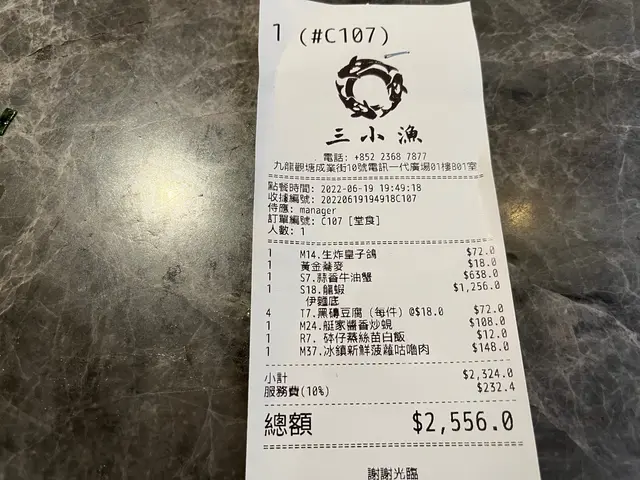 1 (#C107)
三小漁
電話: +852 2368 7877
九龍觀塘成業街10號電訊一代廣場01樓B01室
點餐時間: 2022-06-19 19:49:18
收據編號: 20220619194918C107
侍應: manager
訂單編號: C107 [堂食]
人數: 1
1 M14.生炸皇子鴿 $72.0
1 黃金蕎麥 $18.0
1 S7.蒜香牛油蟹 $638.0
1 S18.龍蝦 $1,256.0
伊麵底
4 T7.黑磚豆腐 (每件) @$18.0 $72.0
1 M24.艇家醬香炒蜆 $108.0
1 R7. 砵仔蒸絲苗白飯 $12.0
1 M37.冰鎮新鮮菠蘿咕嚕肉 $148.0
小計 $2,324.0
服務費(10%) $232.4
總額 $2,556.0
謝謝光臨